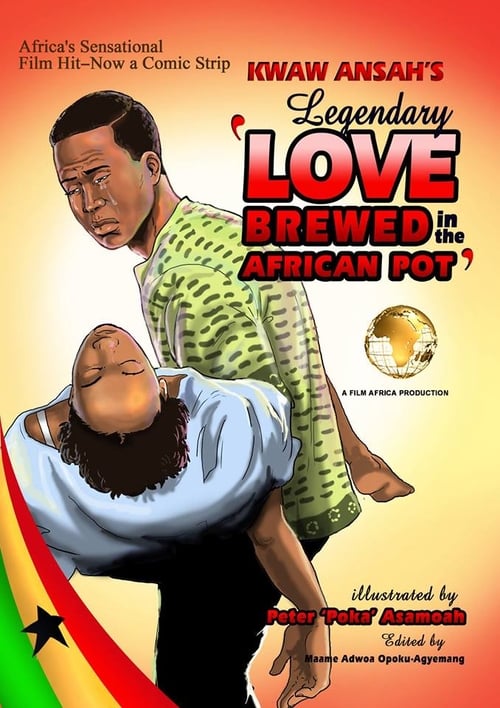 Africa's Sensational
Film Hit–Now a Comic Strip
KWAW ANSAH'S
Legendary
'LOVE
BREWED in
the
AFRICAN POT'
A FILM AFRICA PRODUCTION
illustrated by
Peter 'Poka' Asamoah
Edited by
Maame Adwoa Opoku-Agyemang